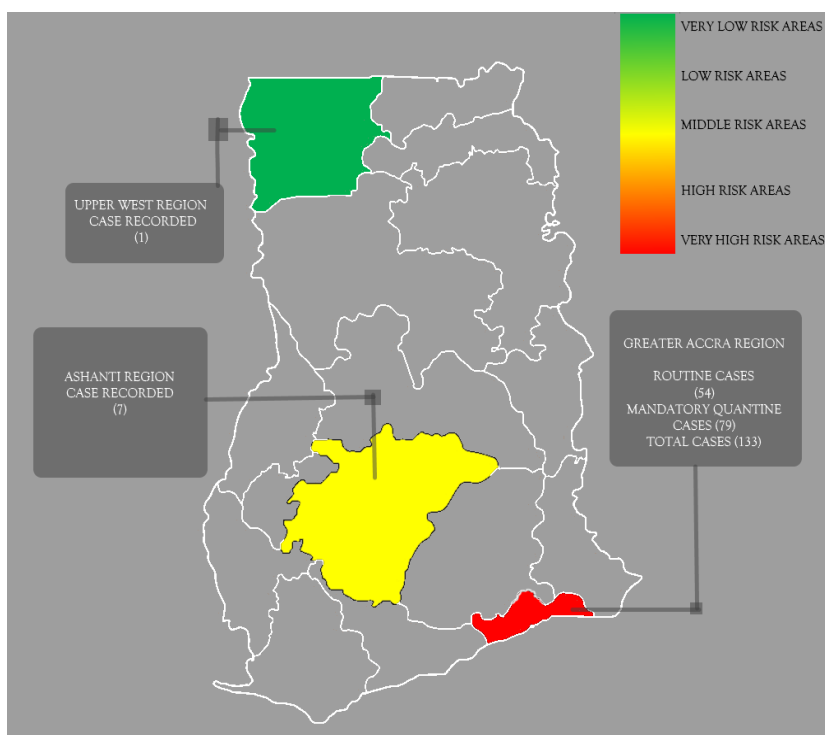 VERY LOW RISK AREAS
LOW RISK AREAS
MIDDLE RISK AREAS
HIGH RISK AREAS
VERY HIGH RISK AREAS
UPPER WEST REGION
CASE RECORDED
(1)
ASHANTI REGION
CASE RECORDED
(7)
GREATER ACCRA REGION
ROUTINE CASES
(54)
MANDATORY QUANTINE
CASES (79)
TOTAL CASES (133)